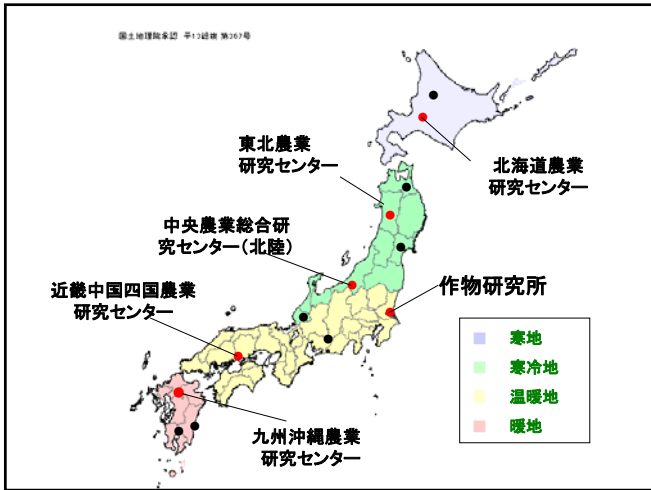 国土地理院承認 平13総複 第367号
東北農業
研究センター
北海道農業
研究センター
中央農業総合研
究センター(北陸)
近畿中国四国農業
研究センター
作物研究所
寒地
寒冷地
温暖地
暖地
九州沖縄農業
研究センター